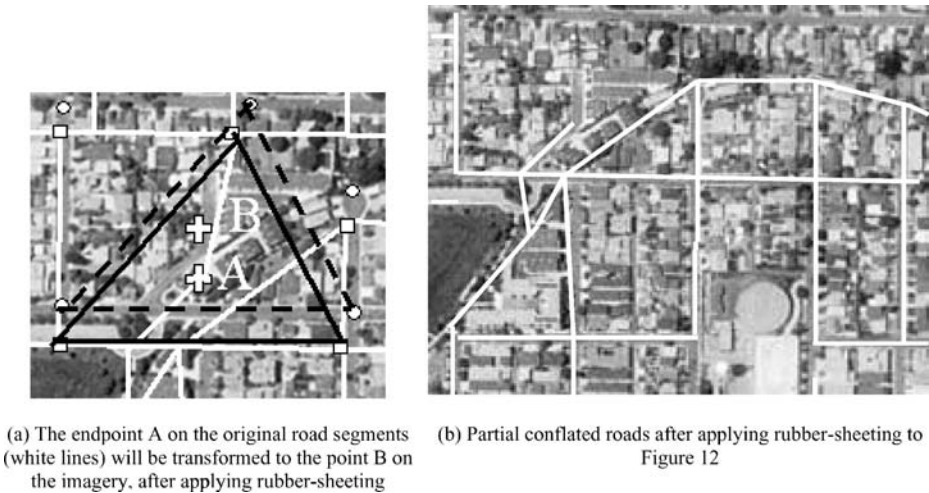 B
A
(a) The endpoint A on the original road segments
(white lines) will be transformed to the point B on
the imagery, after applying rubber-sheeting
(b) Partial conflated roads after applying rubber-sheeting to
Figure 12